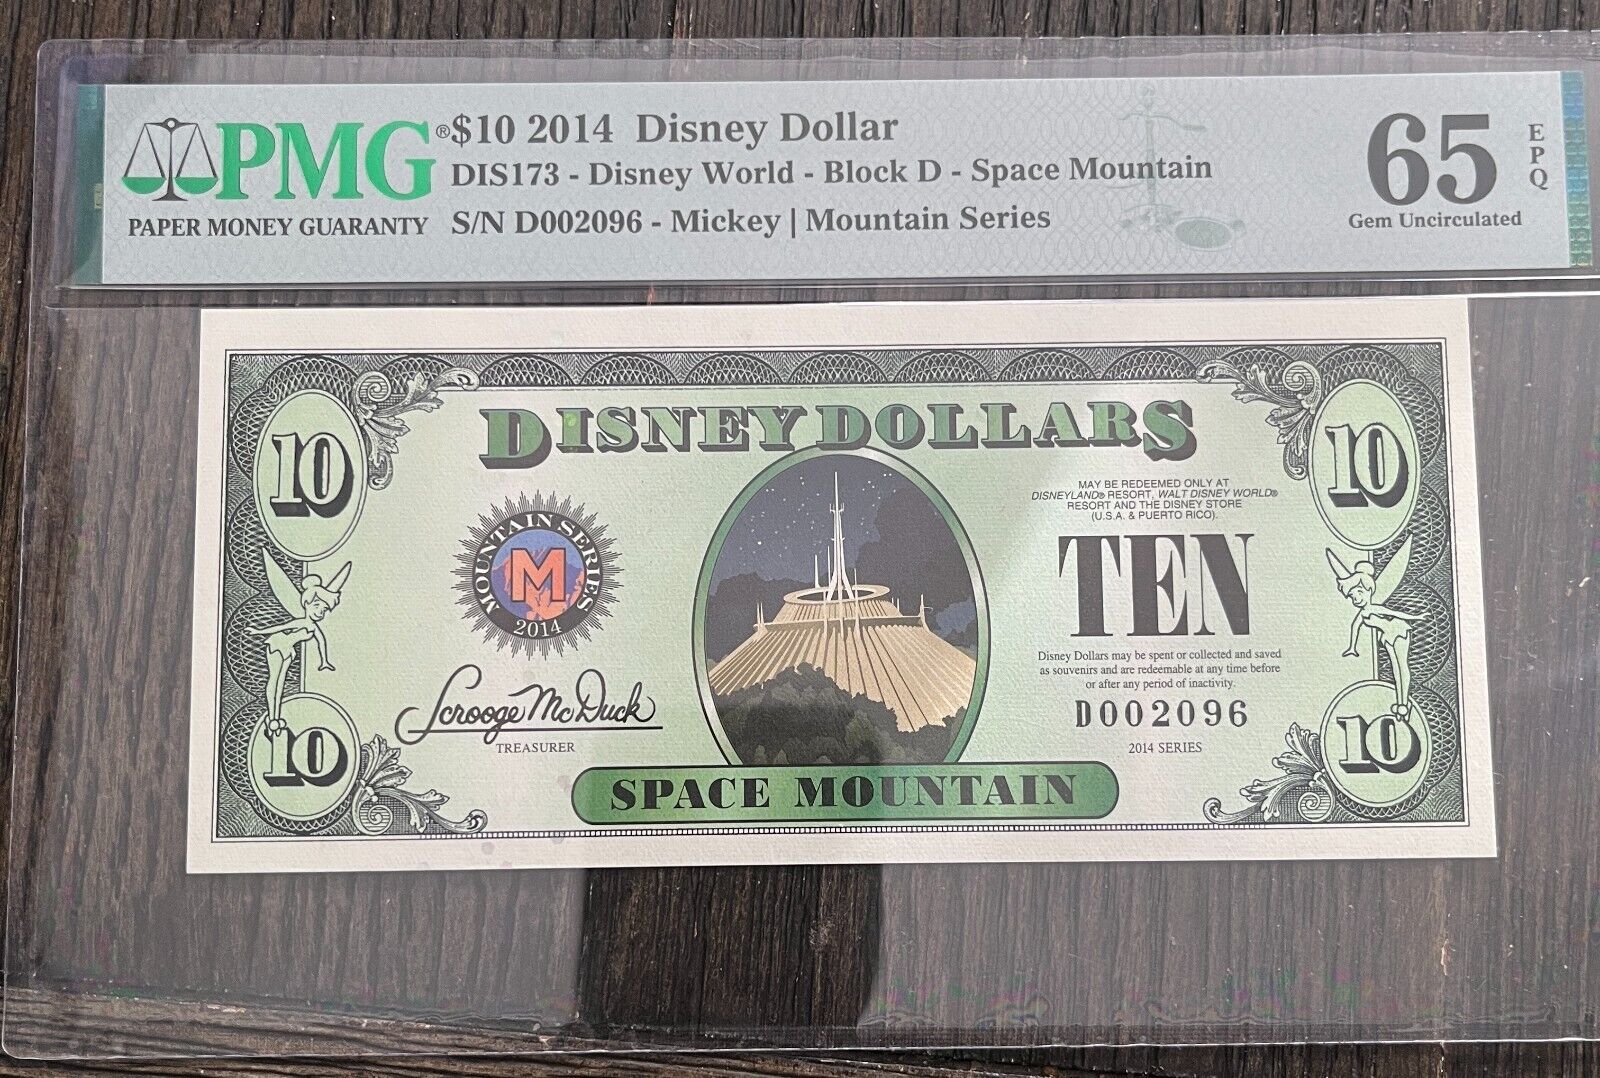 PMG®
PAPER MONEY GUARANTY
$10 2014 Disney Dollar
DIS173 - Disney World - Block D - Space Mountain
S/N D002096 - Mickey | Mountain Series
65
EPQ
Gem Uncirculated
DISNEY DOLLARS
10
10
MOUNTAIN SERIES
M
2014
MAY BE REDEEMED ONLY AT
DISNEYLAND® RESORT, WALT DISNEY WORLD®
RESORT AND THE DISNEY STORE
(U.S.A. & PUERTO RICO).
TEN
Disney Dollars may be spent or collected and saved
as souvenirs and are redeemable at any time before
or after any period of inactivity.
D002096
2014 SERIES
Scrooge McDuck
TREASURER
10
10
SPACE MOUNTAIN